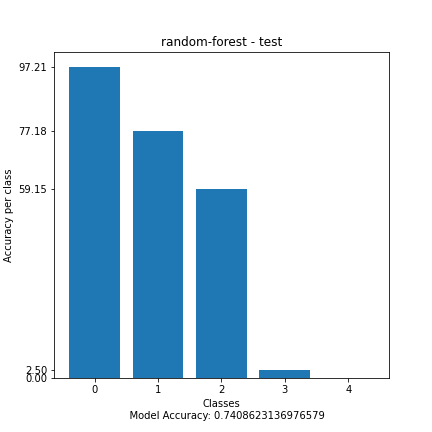 random-forest - test
97.21
77.18
59.15
2.50
0.00
Accuracy per class
0 1 2 3 4
Classes
Model Accuracy: 0.7408623136976579